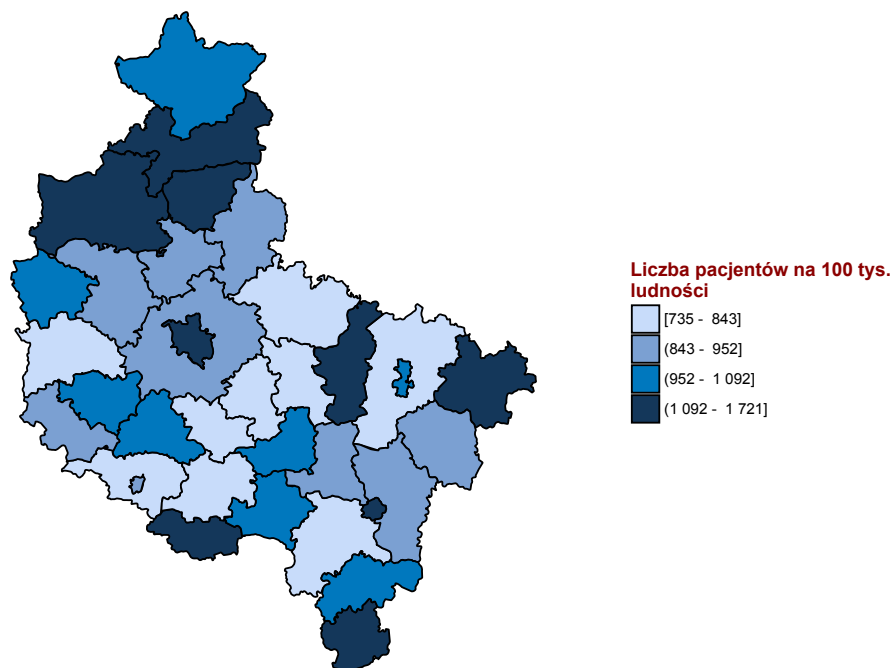 Liczba pacjentów na 100 tys.
ludności
[735 - 843]
(843 - 952]
(952 - 1 092]
(1 092 - 1 721]